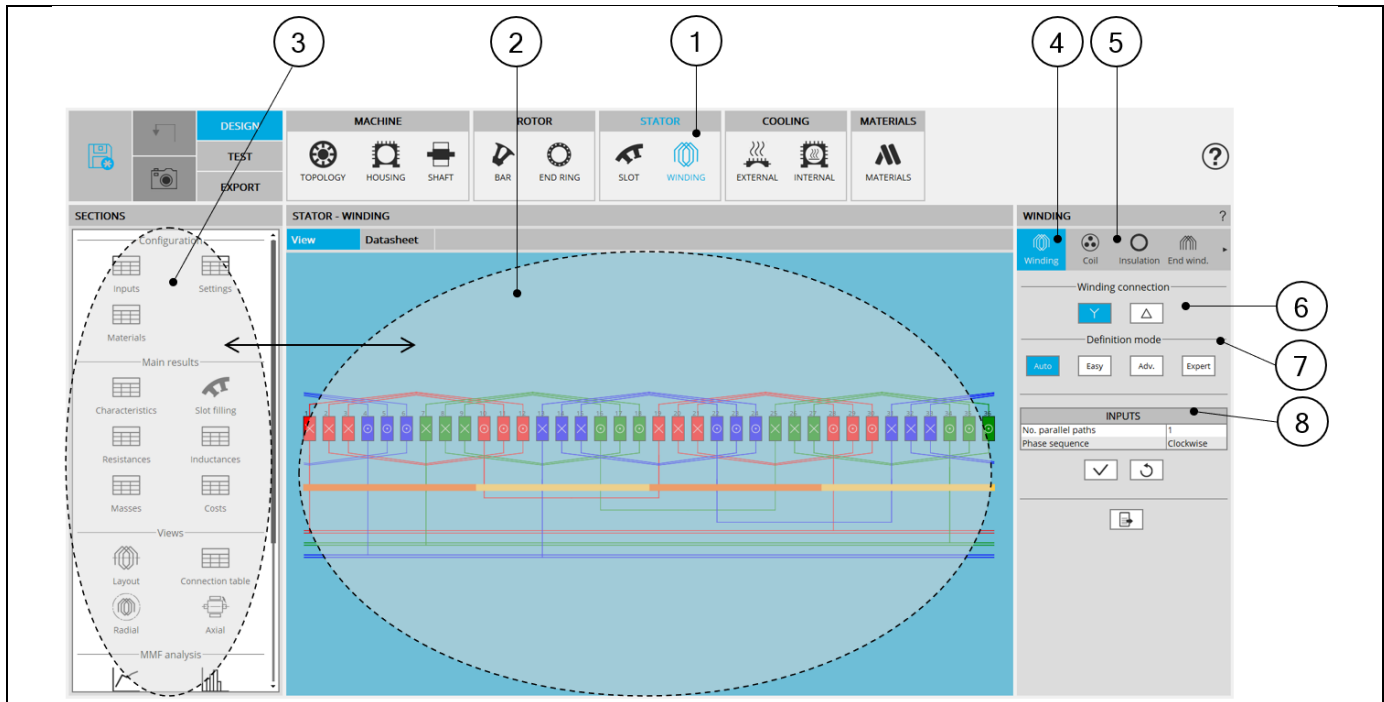 3
2
1
4
5
DESIGN
TEST
EXPORT
MACHINE
TOPOLOGY
HOUSING
SHAFT
ROTOR
BAR
END RING
STATOR
SLOT
WINDING
COOLING
EXTERNAL
INTERNAL
MATERIALS
MATERIALS
?
SECTIONS
Configuration
Inputs
Settings
Materials
Main results
Characteristics
Slot filling
Resistances
Inductances
Masses
Costs
Views
Layout
Connection table
Radial
Axial
MMF analysis
STATOR - WINDING
View
Datasheet
WINDING
?
Winding
Coil
Insulation
End wind.
Winding connection
6
Definition mode
7
Auto
Easy
Adv.
Expert
INPUTS
8
No. parallel paths 1
Phase sequence Clockwise